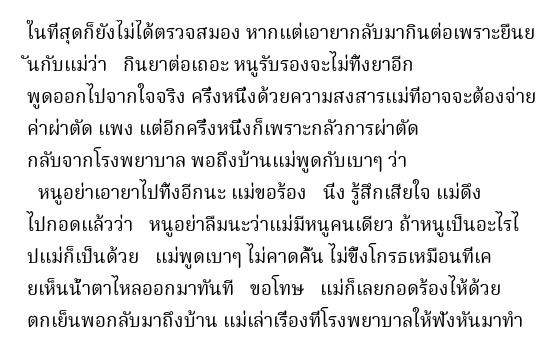 ในที่สุดก็ยังไม่ได้ตรวจสมอง หากแต่เอายากลับมากินต่อเพราะยืนย
ันกับแม่ว่า กินยาต่อเถอะ หนูรับรองจะไม่ทิ้งยาอีก
พูดออกไปจากใจจริง ครึ่งหนึ่งด้วยความสงสารแม่ที่อาจจะต้องจ่าย
ค่าผ่าตัด แพง แต่อีกครึ่งหนึ่งก็เพราะกลัวการผ่าตัด
กลับจากโรงพยาบาล พอถึงบ้านแม่พูดกับเบาๆ ว่า
หนูอย่าเอายาไปทิ้งอีกนะ แม่ขอร้อง นึ่ง รู้สึกเสียใจ แม่ดึง
ไปกอดแล้วว่า หนูอย่าลืมนะว่าแม่มีหนูคนเดียว ถ้าหนูเป็นอะไรไ
ปแม่ก็เป็นด้วย แม่พูดเบาๆ ไม่คาดคั้น ไม่ขึ้งโกรธเหมือนที่เค
ยเห็นน้ำตาไหลออกมาทันที ขอโทษ แม่ก็เลยกอดร้องไห้ด้วย
ตกเย็นพอกลับมาถึงบ้าน แม่เล่าเรื่องที่โรงพยาบาลให้ฟังหันมาทำ